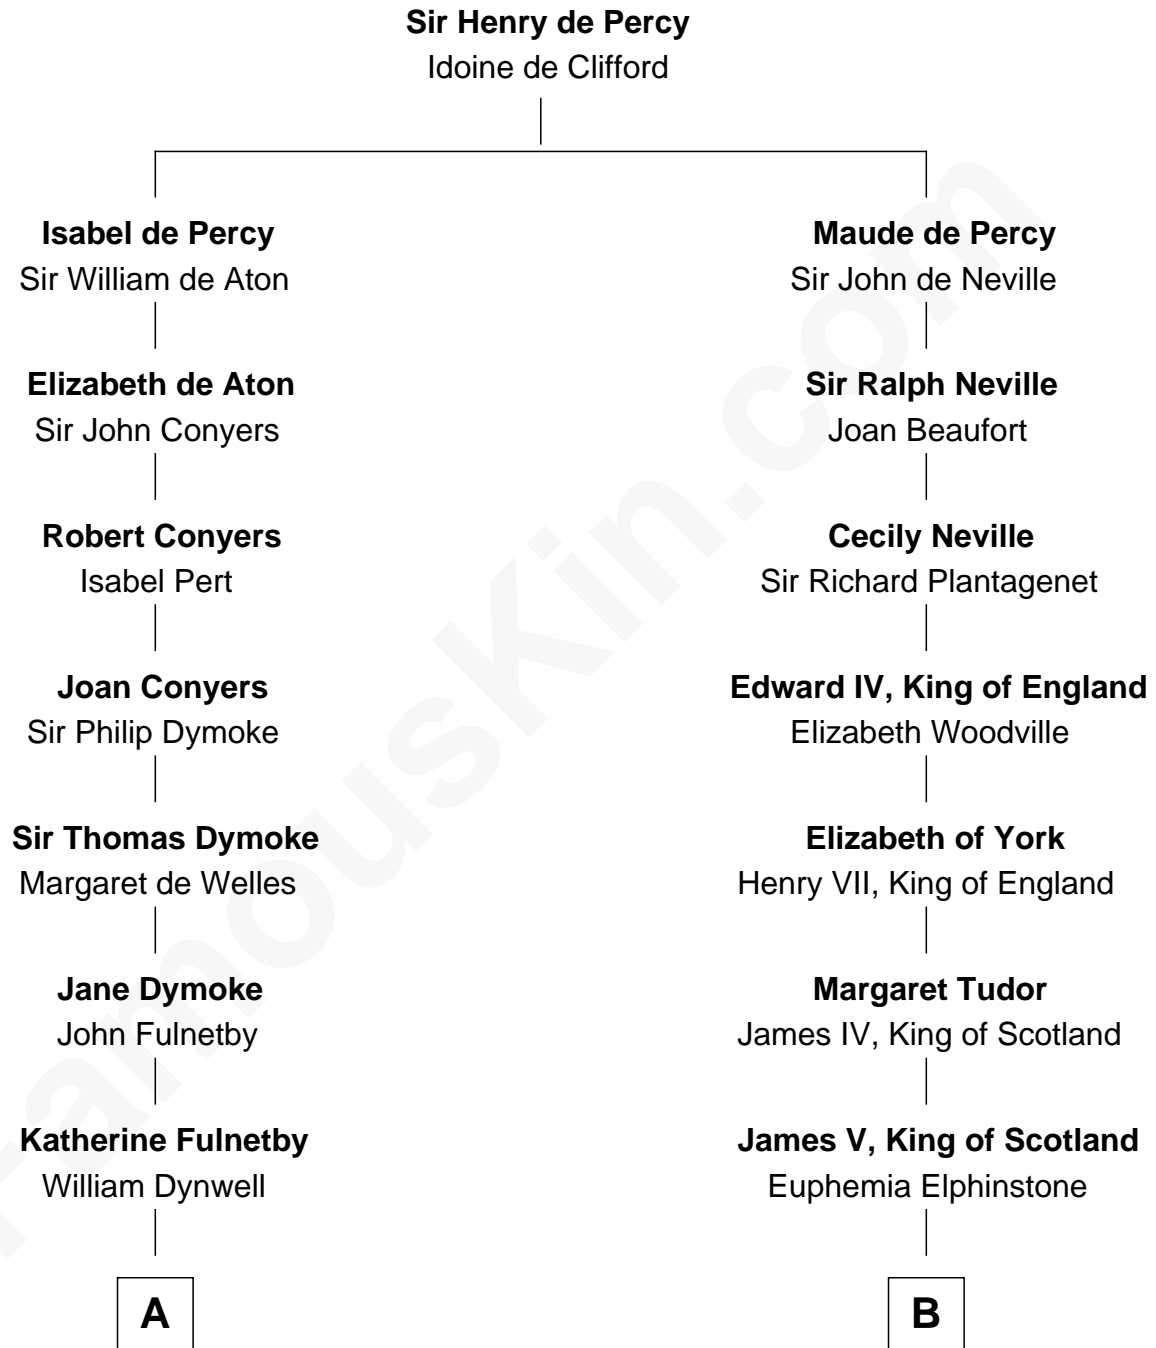 Sir Henry de Percy
Idoine de Clifford
Isabel de Percy
Sir William de Aton
Maude de Percy
Sir John de Neville
Elizabeth de Aton
Sir John Conyers
Sir Ralph Neville
Joan Beaufort
Robert Conyers
Isabel Pert
Cecily Neville
Sir Richard Plantagenet
Joan Conyers
Sir Philip Dymoke
Edward IV, King of England
Elizabeth Woodville
Sir Thomas Dymoke
Margaret de Welles
Elizabeth of York
Henry VII, King of England
Jane Dymoke
John Fulnetby
Margaret Tudor
James IV, King of Scotland
Katherine Fulnetby
William Dynwell
James V, King of Scotland
Euphemia Elphinstone
A
B
FamousKin.com